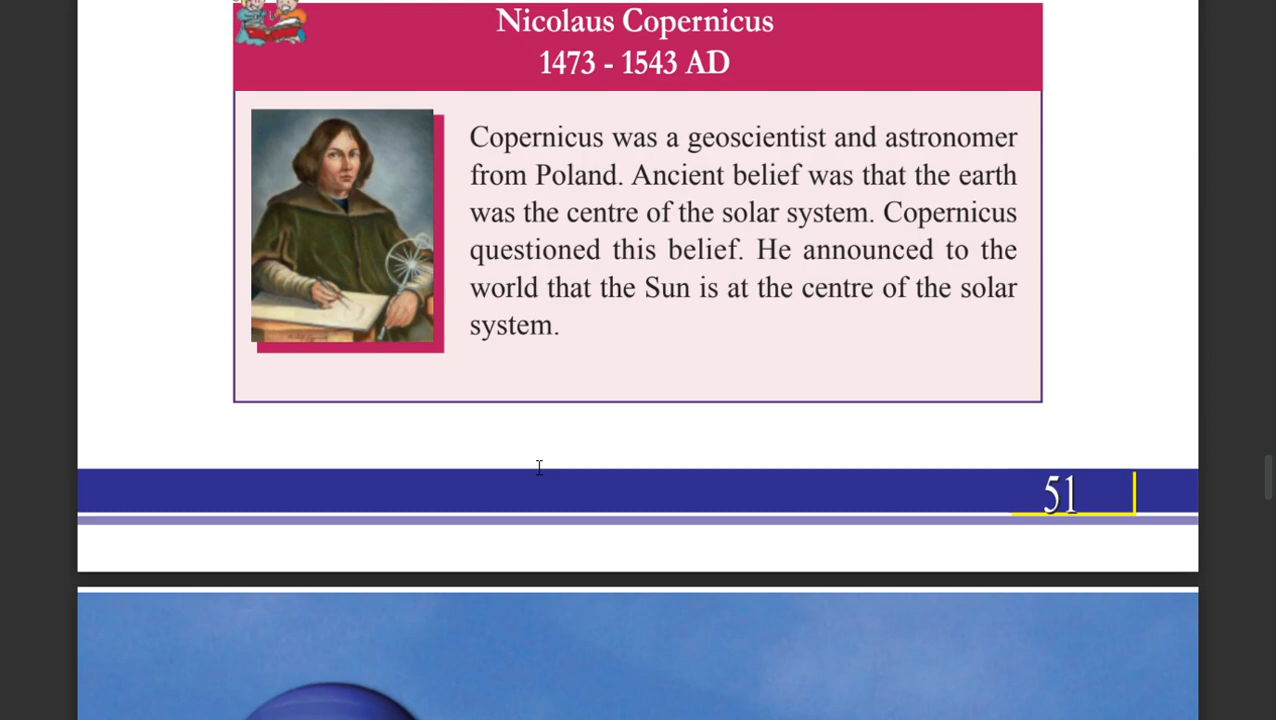 Nicolaus Copernicus
1473 - 1543 AD
Copernicus was a geoscientist and astronomer
from Poland. Ancient belief was that the earth
was the centre of the solar system. Copernicus
questioned this belief. He announced to the
world that the Sun is at the centre of the solar
system.
51